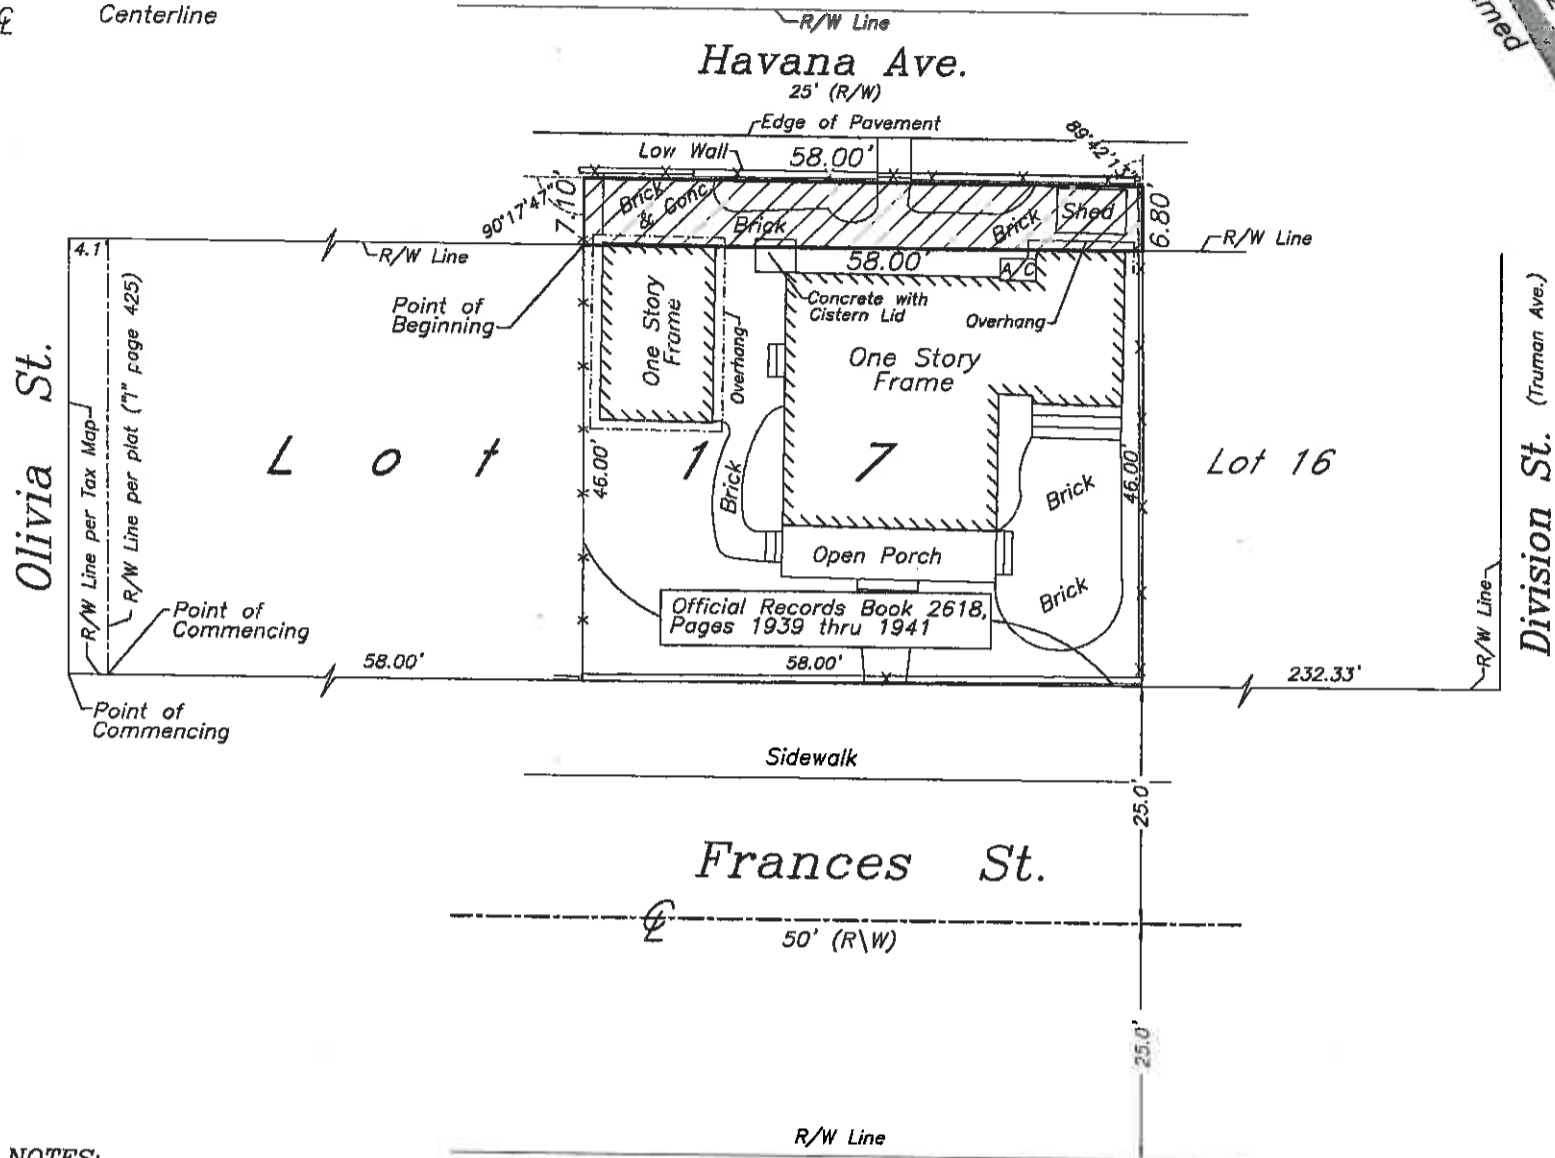 ℄ Centerline
R/W Line
Havana Ave.
25' (R/W)
Edge of Pavement
Low Wall
58.00'
89°42'13"
90°17'47"
7.10'
Brick
& Conc
Brick
Brick
Shed
6.80'
4.1
R/W Line
R/W Line
58.00'
A/C
Point of
Beginning
One Story
Frame
Overhang
Concrete with
Cistern Lid
Overhang
One Story
Frame
Olivia St.
R/W Line per Tax Map
R/W Line per plat ("1" page 425)
Lot 17
46.00'
46.00'
Lot 16
Division St. (Truman Ave.)
Brick
Brick
Open Porch
Brick
Official Records Book 2618,
Pages 1939 thru 1941
Point of
Commencing
R/W Line
58.00'
58.00'
232.33'
Point of
Commencing
Sidewalk
25.0'
Frances St.
℄
50' (R\W)
25.0'
R/W Line
NOTES: